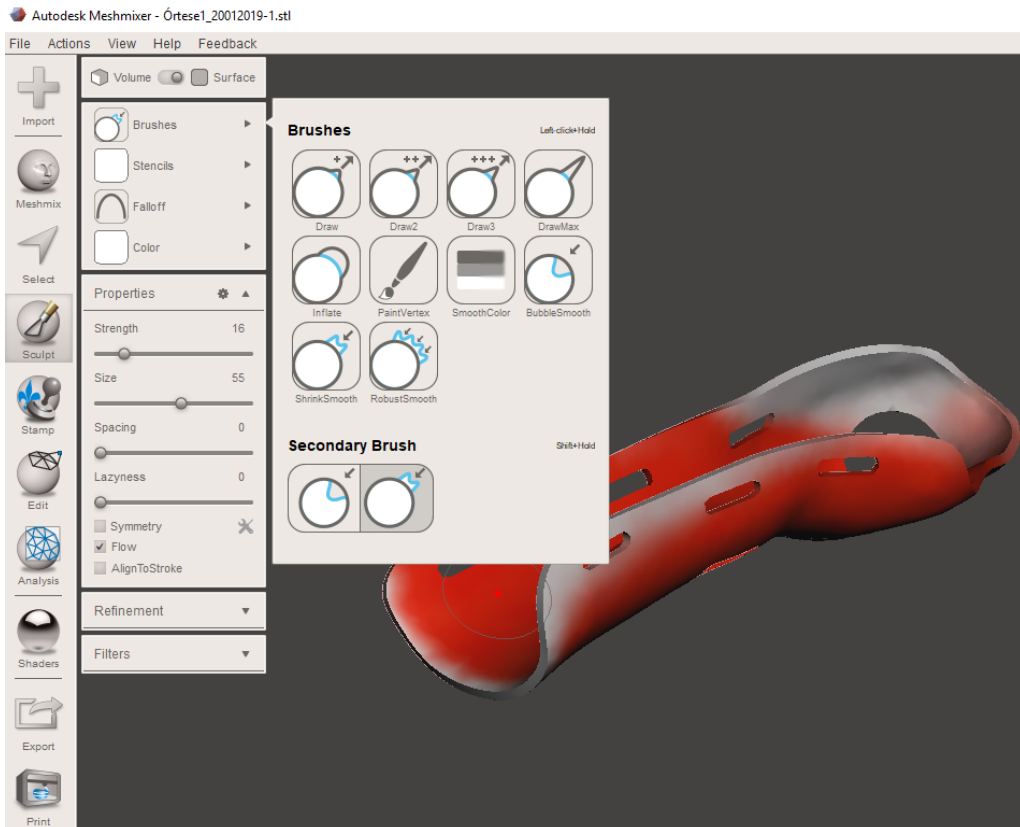 Autodesk Meshmixer - Órtese1_20012019-1.stl
File Actions View Help Feedback
Import
Meshmix
Select
Sculpt
Stamp
Edit
Analysis
Shaders
Export
Print
Volume Surface
Brushes
Stencils
Falloff
Color
Properties
Strength 16
Size 55
Spacing 0
Lazyness 0
Symmetry
Flow
AlignToStroke
Refinement
Filters
Brushes Left-click+Hold
Draw Draw2 Draw3 DrawMax
Inflate PaintVertex SmoothColor BubbleSmooth
ShrinkSmooth RobustSmooth
Secondary Brush Shift+Hold